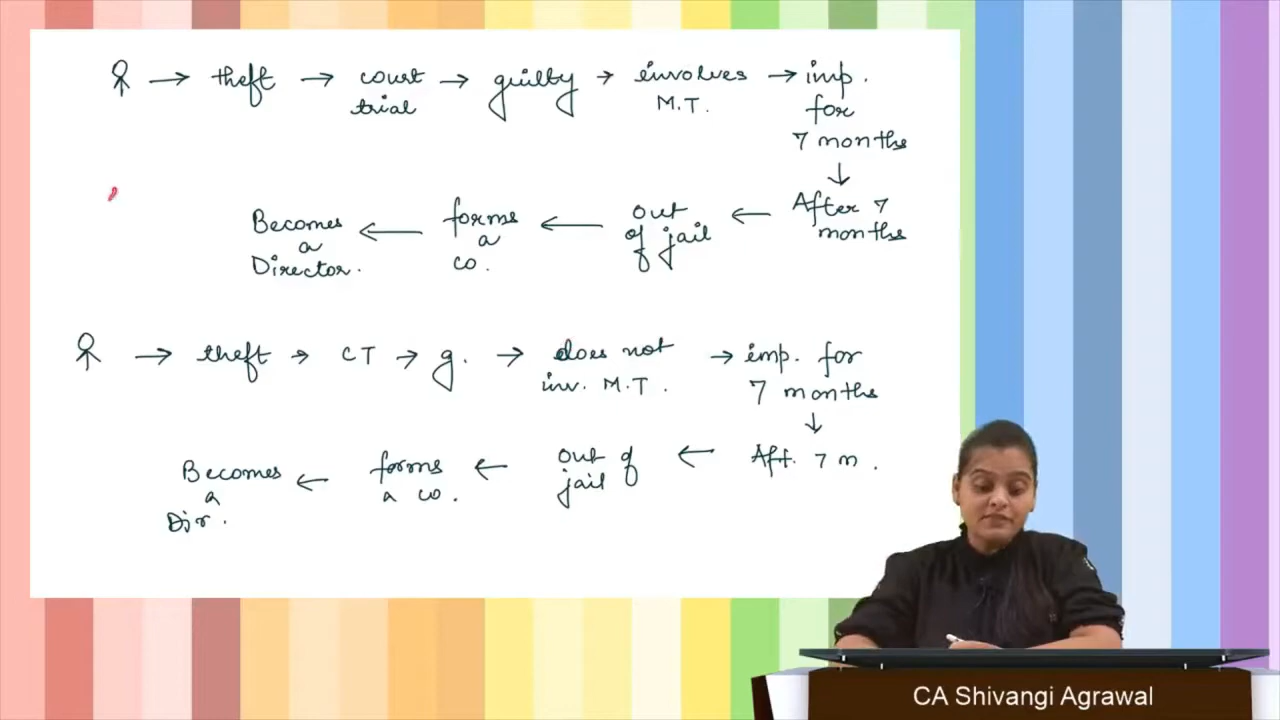 → theft → court trial → guilty → involves M.T. → imp. for 7 months
↓
Becomes a Director. ← forms a co. ← out of jail ← After 7 months
→ theft → CT → g. → does not inv. M.T. → imp. for 7 months
↓
Becomes a Dir. ← forms a co. ← out of jail ← Aft. 7 m.
CA Shivangi Agrawal